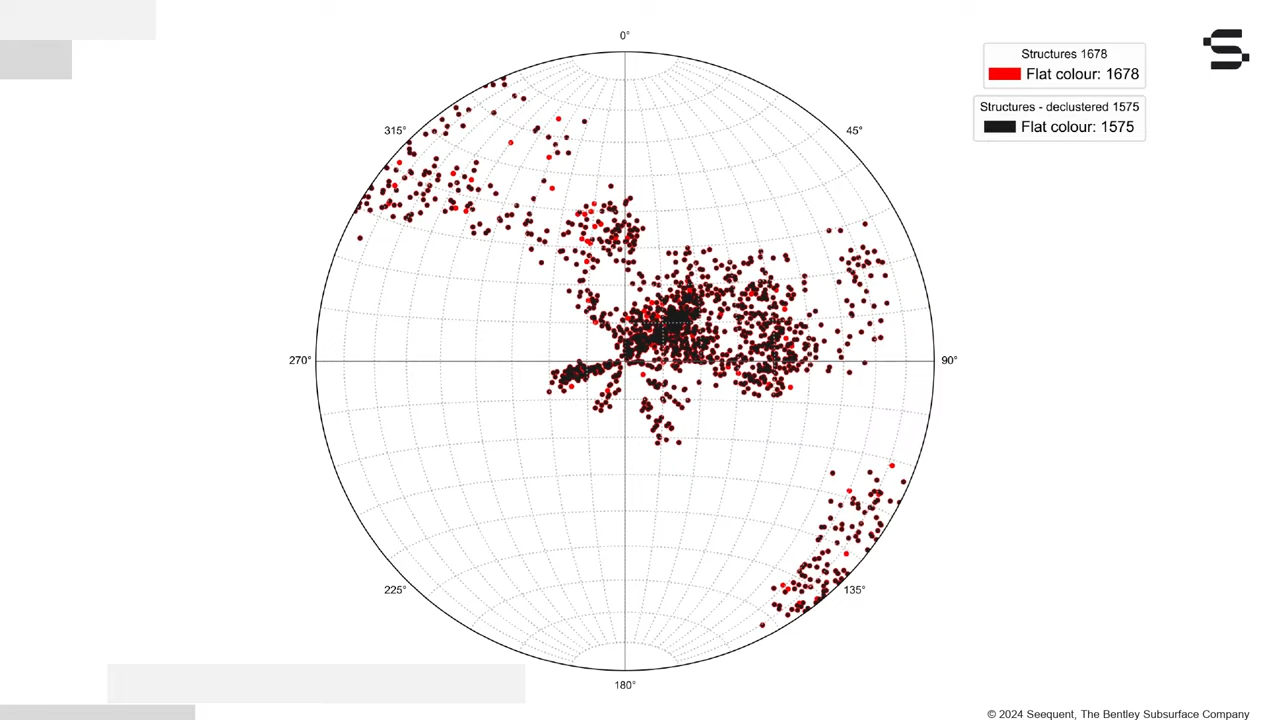 0°
Structures 1678
Flat colour: 1678
Structures - declustered 1575
Flat colour: 1575
315°
45°
270°
90°
225°
135°
180°
© 2024 Seequent, The Bentley Subsurface Company